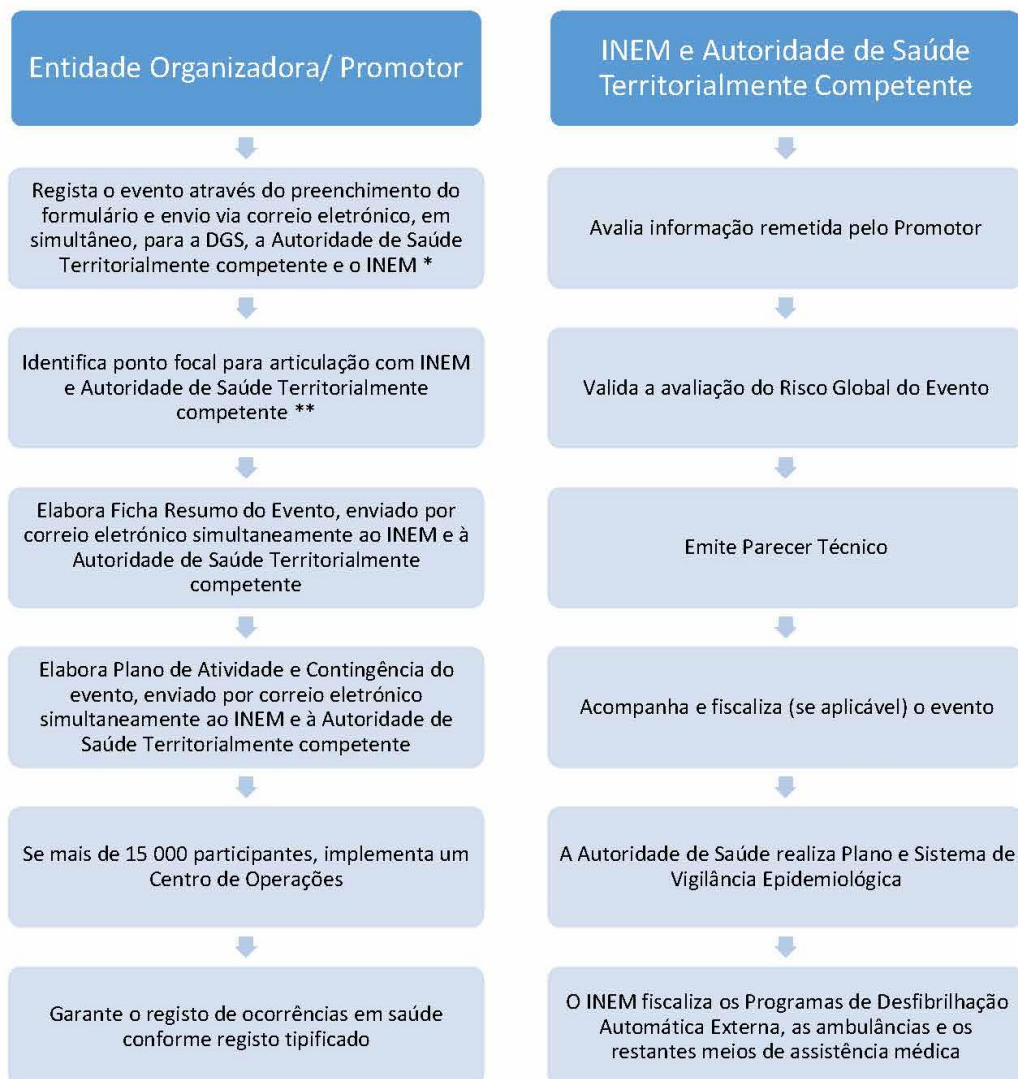 Entidade Organizadora/ Promotor
Regista o evento através do preenchimento do
formulário e envio via correio eletrónico, em
simultâneo, para a DGS, a Autoridade de Saúde
Territorialmente competente e o INEM *
Identifica ponto focal para articulação com INEM
e Autoridade de Saúde Territorialmente
competente **
Elabora Ficha Resumo do Evento, enviado por
correio eletrónico simultaneamente ao INEM e à
Autoridade de Saúde Territorialmente
competente
Elabora Plano de Atividade e Contingência do
evento, enviado por correio eletrónico
simultaneamente ao INEM e à Autoridade de
Saúde Territorialmente competente
Se mais de 15 000 participantes, implementa um
Centro de Operações
Garante o registo de ocorrências em saúde
conforme registo tipificado
INEM e Autoridade de Saúde
Territorialmente Competente
Avalia informação remetida pelo Promotor
Valida a avaliação do Risco Global do Evento
Emite Parecer Técnico
Acompanha e fiscaliza (se aplicável) o evento
A Autoridade de Saúde realiza Plano e Sistema de
Vigilância Epidemiológica
O INEM fiscaliza os Programas de Desfibrilhação
Automática Externa, as ambulâncias e os
restantes meios de assistência médica